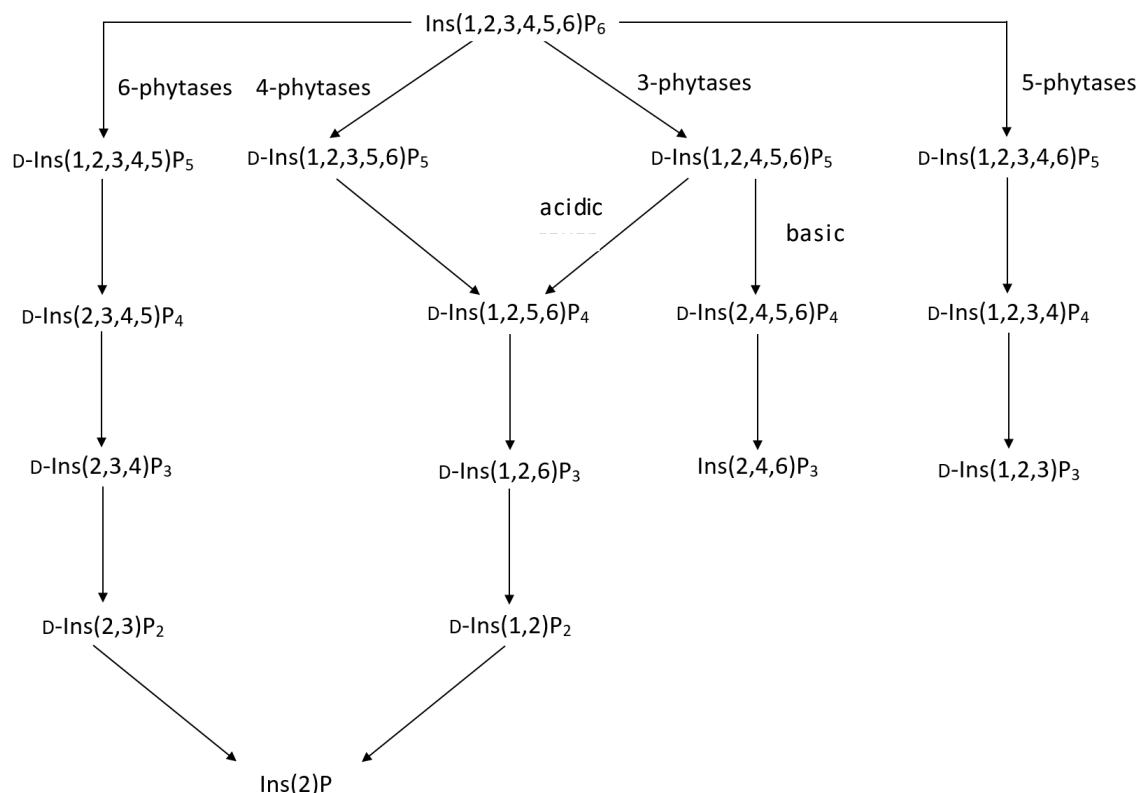 Ins(1,2,3,4,5,6)P₆
6-phytases 4-phytases 3-phytases 5-phytases
D-Ins(1,2,3,4,5)P₅ D-Ins(1,2,3,5,6)P₅ D-Ins(1,2,4,5,6)P₅ D-Ins(1,2,3,4,6)P₅
acidic
basic
D-Ins(2,3,4,5)P₄ D-Ins(1,2,5,6)P₄ D-Ins(2,4,5,6)P₄ D-Ins(1,2,3,4)P₄
D-Ins(2,3,4)P₃ D-Ins(1,2,6)P₃ Ins(2,4,6)P₃ D-Ins(1,2,3)P₃
D-Ins(2,3)P₂ D-Ins(1,2)P₂
Ins(2)P